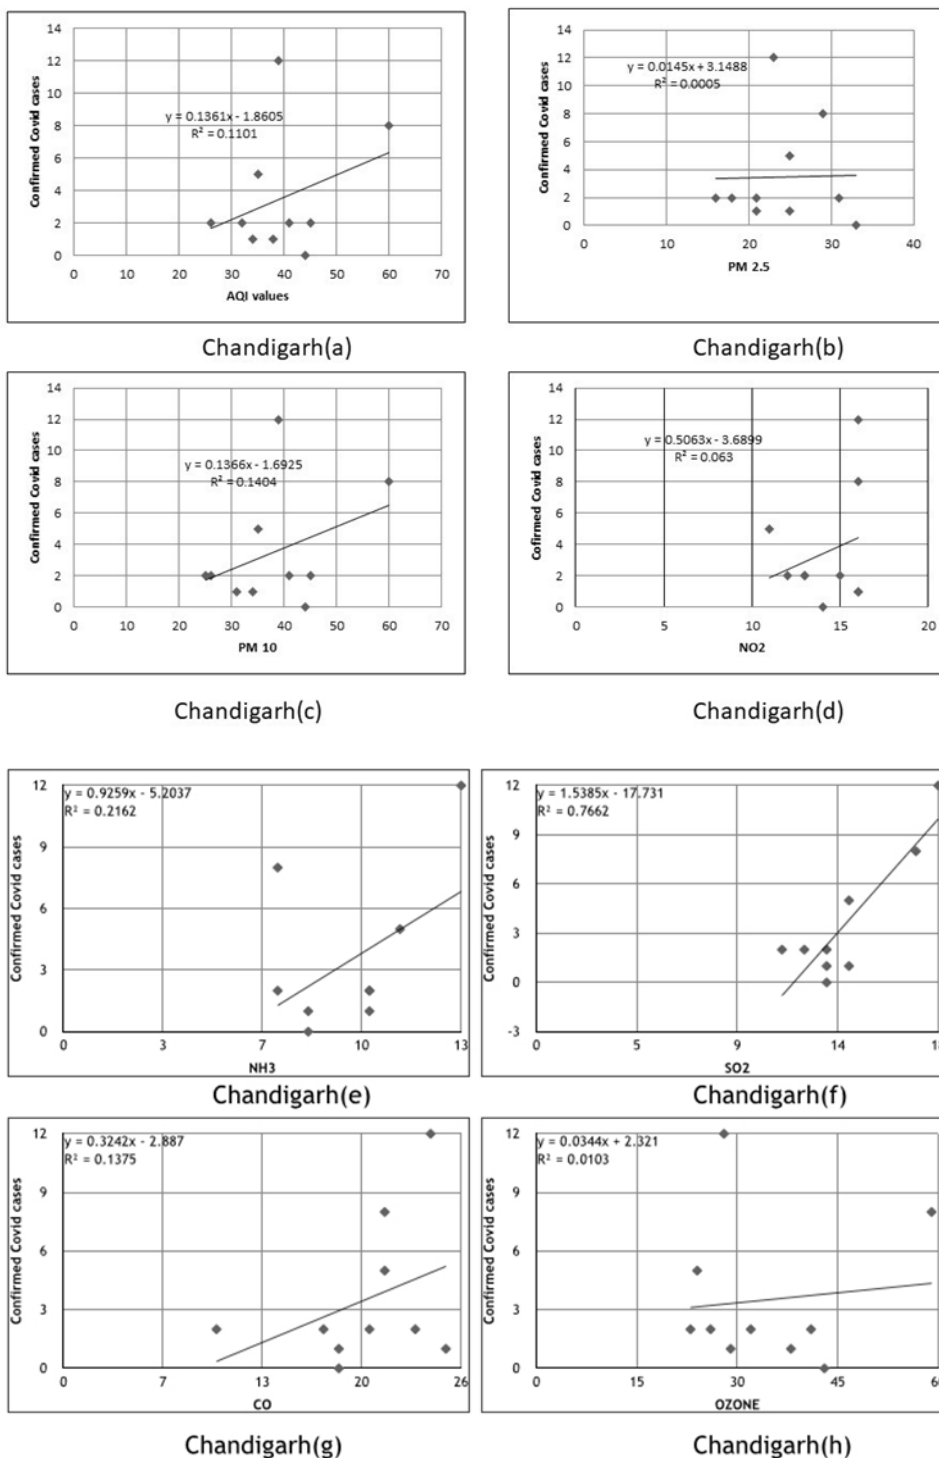 14
12
10
8
6
4
2
0
Confirmed Covid cases
y = 0.1361x - 1.8605
R² = 0.1101
0 10 20 30 40 50 60 70
AQI values
Chandigarh(a)
14
12
10
8
6
4
2
0
Confirmed Covid cases
y = 0.0145x + 3.1488
R² = 0.0005
0 10 20 30 40
PM 2.5
Chandigarh(b)
14
12
10
8
6
4
2
0
Confirmed Covid cases
y = 0.1366x - 1.6925
R² = 0.1404
0 10 20 30 40 50 60 70
PM 10
Chandigarh(c)
14
12
10
8
6
4
2
0
Cofirmed Covid cases
y = 0.5063x - 3.6899
R² = 0.063
0 5 10 15 20
NO2
Chandigarh(d)
12
9
6
3
0
Confirmed Covid cases
y = 0.9259x - 5.2037
R² = 0.2162
0 3 7 10 13
NH3
Chandigarh(e)
12
9
6
3
0
-3
Confirmed Covid cases
y = 1.5385x - 17.731
R² = 0.7662
0 5 9 14 18
SO2
Chandigarh(f)
12
9
6
3
0
Confirmed Covid cases
y = 0.3242x - 2.887
R² = 0.1375
0 7 13 20 26
CO
Chandigarh(g)
12
9
6
3
0
Confirmed Covid cases
y = 0.0344x + 2.321
R² = 0.0103
0 15 30 45 60
OZONE
Chandigarh(h)